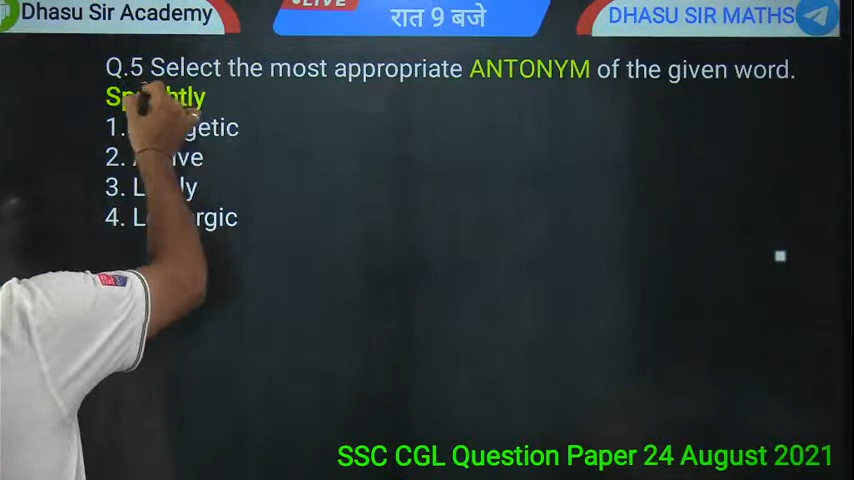 Dhasu Sir Academy
LIVE
रात 9 बजे
DHASU SIR MATHS
Q.5 Select the most appropriate ANTONYM of the given word.
1.
2.
3.
4.
SSC CGL Question Paper 24 August 2021